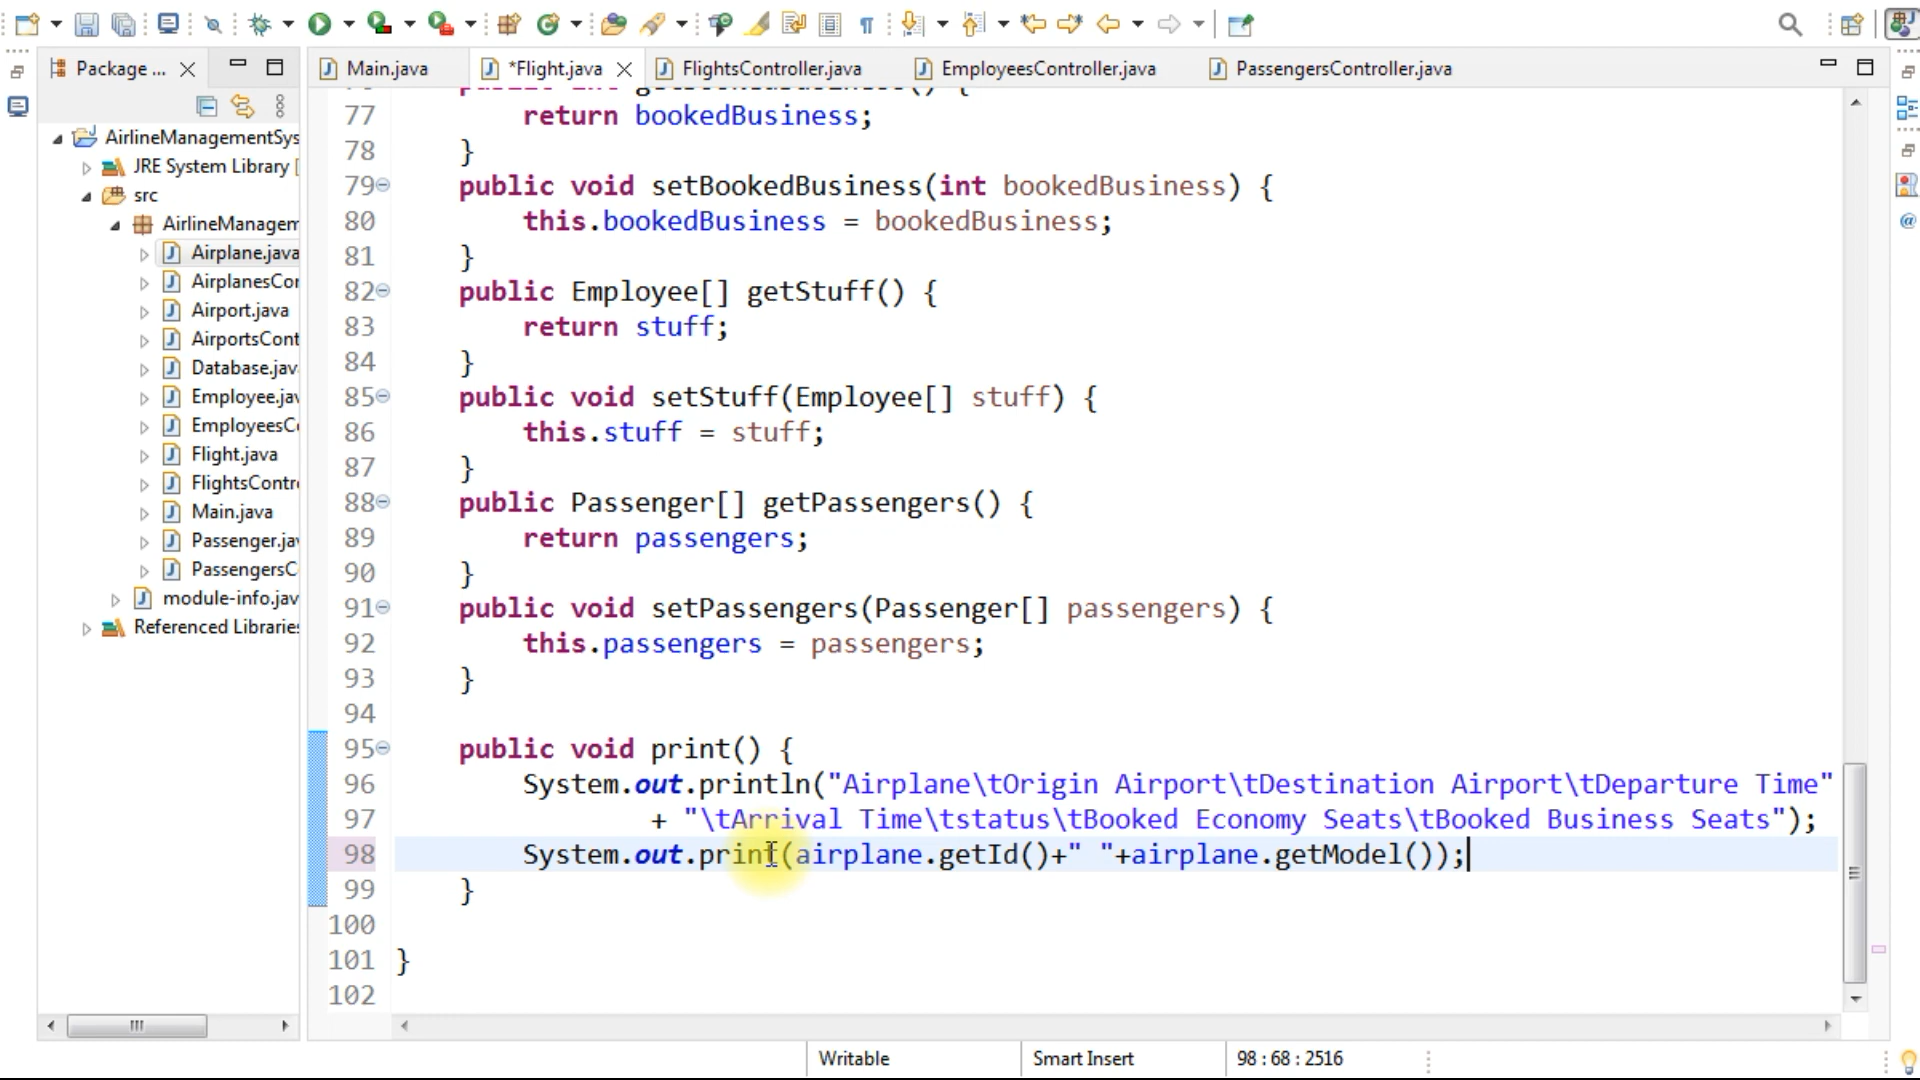 Package ...
Main.java
*Flight.java
FlightsController.java
EmployeesController.java
PassengersController.java
AirlineManagementSys
JRE System Library [
src
AirlineManagem
Airplane.java
AirplanesCon
Airport.java
AirportsCont
Database.jav
Employee.jav
EmployeesCo
Flight.java
FlightsContr
Main.java
Passenger.jav
PassengersC
module-info.jav
Referenced Libraries
77 return bookedBusiness;
78 }
79 public void setBookedBusiness(int bookedBusiness) {
80 this.bookedBusiness = bookedBusiness;
81 }
82 public Employee[] getStuff() {
83 return stuff;
84 }
85 public void setStuff(Employee[] stuff) {
86 this.stuff = stuff;
87 }
88 public Passenger[] getPassengers() {
89 return passengers;
90 }
91 public void setPassengers(Passenger[] passengers) {
92 this.passengers = passengers;
93 }
94
95 public void print() {
96 System.out.println("Airplane\tOrigin Airport\tDestination Airport\tDeparture Time"
97 + "\tArrival Time\tstatus\tBooked Economy Seats\tBooked Business Seats");
98 System.out.print(airplane.getId()+" "+airplane.getModel());
99 }
100
101 }
102
Writable
Smart Insert
98 : 68 : 2516